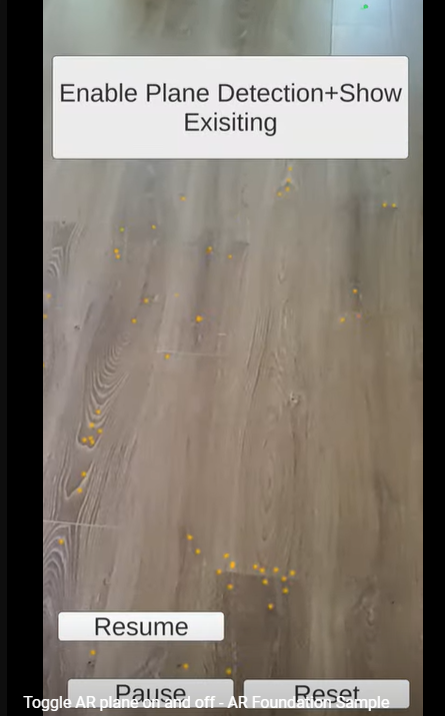 Enable Plane Detection+Show
Exisiting
Resume
Pause
Reset
Toggle AR plane on and off - AR Foundation Sample